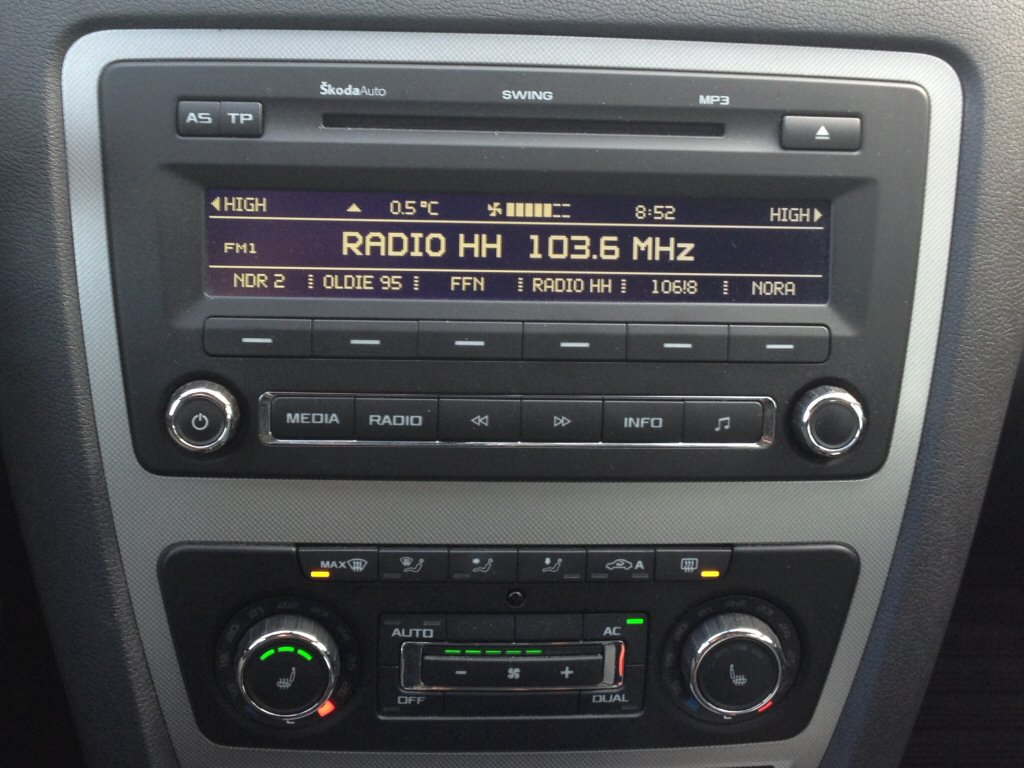 ŠkodaAuto SWING MP3
AS TP
HIGH 0.5°C 8:52 HIGH
FM1 RADIO HH 103.6 MHz
NDR 2 OLDIE 95 FFN RADIO HH 106!8 NORA
MEDIA RADIO INFO
MAX A
AUTO AC
OFF DUAL